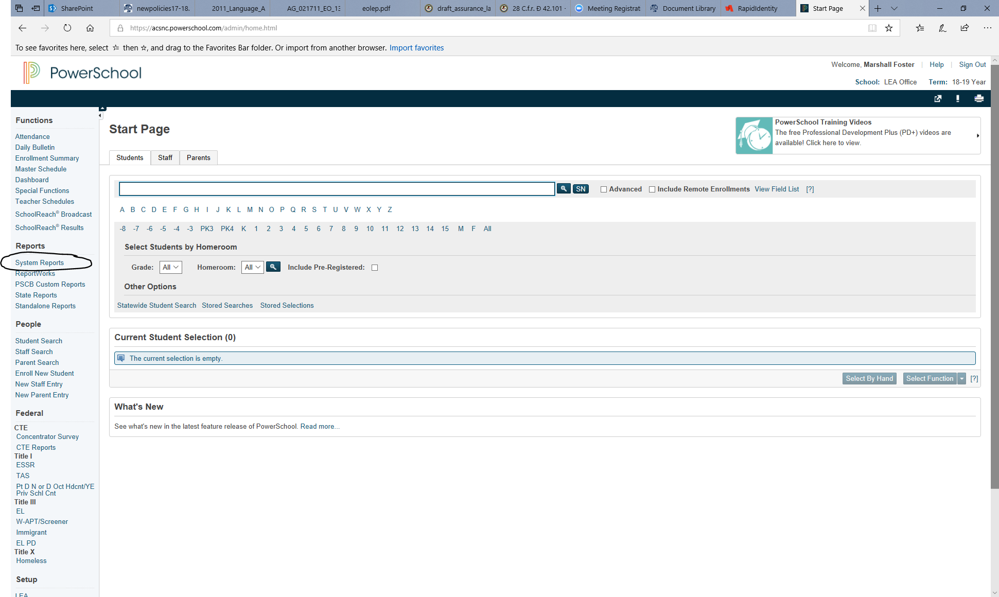 SharePoint newpolicies17-18. 2011_Language_A AG_021711_EO_13 eolep.pdf draft_assurance_la 28 C.f.r. Ð 42.101 - Meeting Registrat Document Library RapidIdentity Start Page
https://acsnc.powerschool.com/admin/home.html
To see favorites here, select then ☆, and drag to the Favorites Bar folder. Or import from another browser. Import favorites
PowerSchool
Welcome, Marshall Foster | Help | Sign Out
School: LEA Office Term: 18-19 Year
Functions
Attendance
Daily Bulletin
Enrollment Summary
Master Schedule
Dashboard
Special Functions
Teacher Schedules
SchoolReach® Broadcast
SchoolReach® Results
Reports
System Reports
ReportWorks
PSCB Custom Reports
State Reports
Standalone Reports
People
Student Search
Staff Search
Parent Search
Enroll New Student
New Staff Entry
New Parent Entry
Federal
CTE
Concentrator Survey
CTE Reports
Title I
ESSR
TAS
Pt D N or D Oct Hdcnt/YE
Priv Schl Cnt
Title III
EL
W-APT/Screener
Immigrant
EL PD
Title X
Homeless
Setup
LEA
Start Page
PowerSchool Training Videos
The free Professional Development Plus (PD+) videos are
available! Click here to view.
Students Staff Parents
SN Advanced Include Remote Enrollments View Field List [?]
A B C D E F G H I J K L M N O P Q R S T U V W X Y Z
-8 -7 -6 -5 -4 -3 PK3 PK4 K 1 2 3 4 5 6 7 8 9 10 11 12 13 14 15 M F All
Select Students by Homeroom
Grade: All Homeroom: All Include Pre-Registered:
Other Options
Statewide Student Search Stored Searches Stored Selections
Current Student Selection (0)
The current selection is empty.
Select By Hand Select Function [?]
What's New
See what's new in the latest feature release of PowerSchool. Read more...